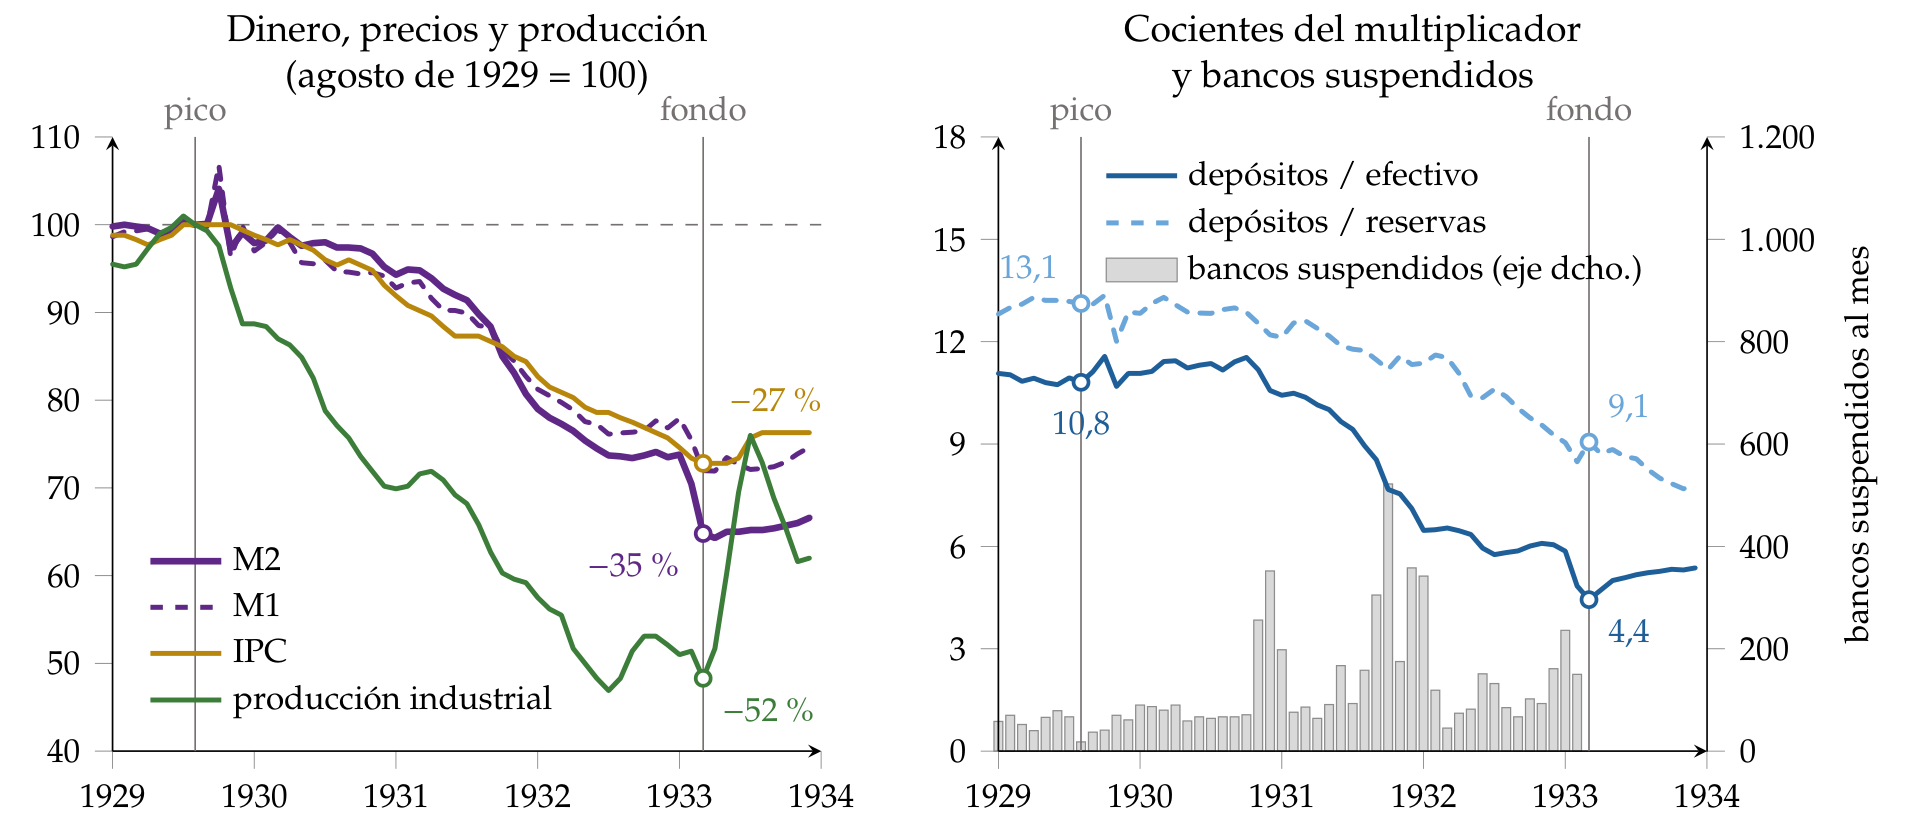 Dinero, precios y producción
(agosto de 1929 = 100)
pico
fondo
110
100
90
80
70
60
50
40
−27 %
−35 %
−52 %
M2
M1
IPC
producción industrial
1929
1930
1931
1932
1933
1934
Cocientes del multiplicador
y bancos suspendidos
pico
fondo
18
15
12
9
6
3
0
1.200
1.000
800
600
400
200
0
bancos suspendidos al mes
depósitos / efectivo
depósitos / reservas
bancos suspendidos (eje dcho.)
13,1
10,8
9,1
4,4
1929
1930
1931
1932
1933
1934